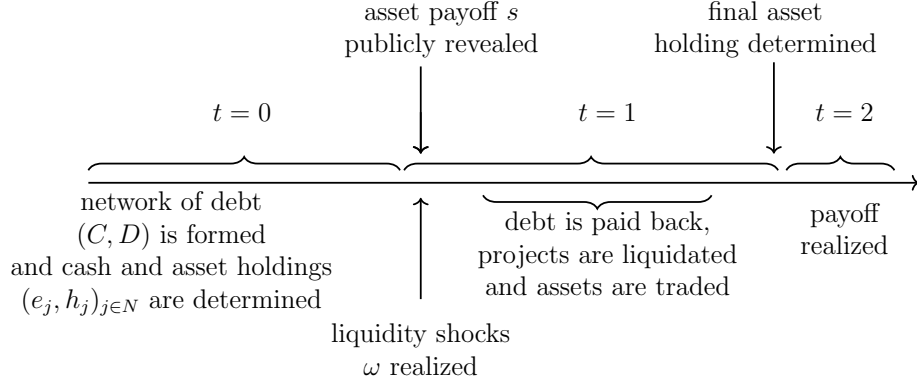 asset payoff s
publicly revealed
final asset
holding determined
t = 0
t = 1
t = 2
network of debt
(C, D) is formed
and cash and asset holdings
(e_j, h_j)_{j∈N} are determined
debt is paid back,
projects are liquidated
and assets are traded
payoff
realized
liquidity shocks
ω realized